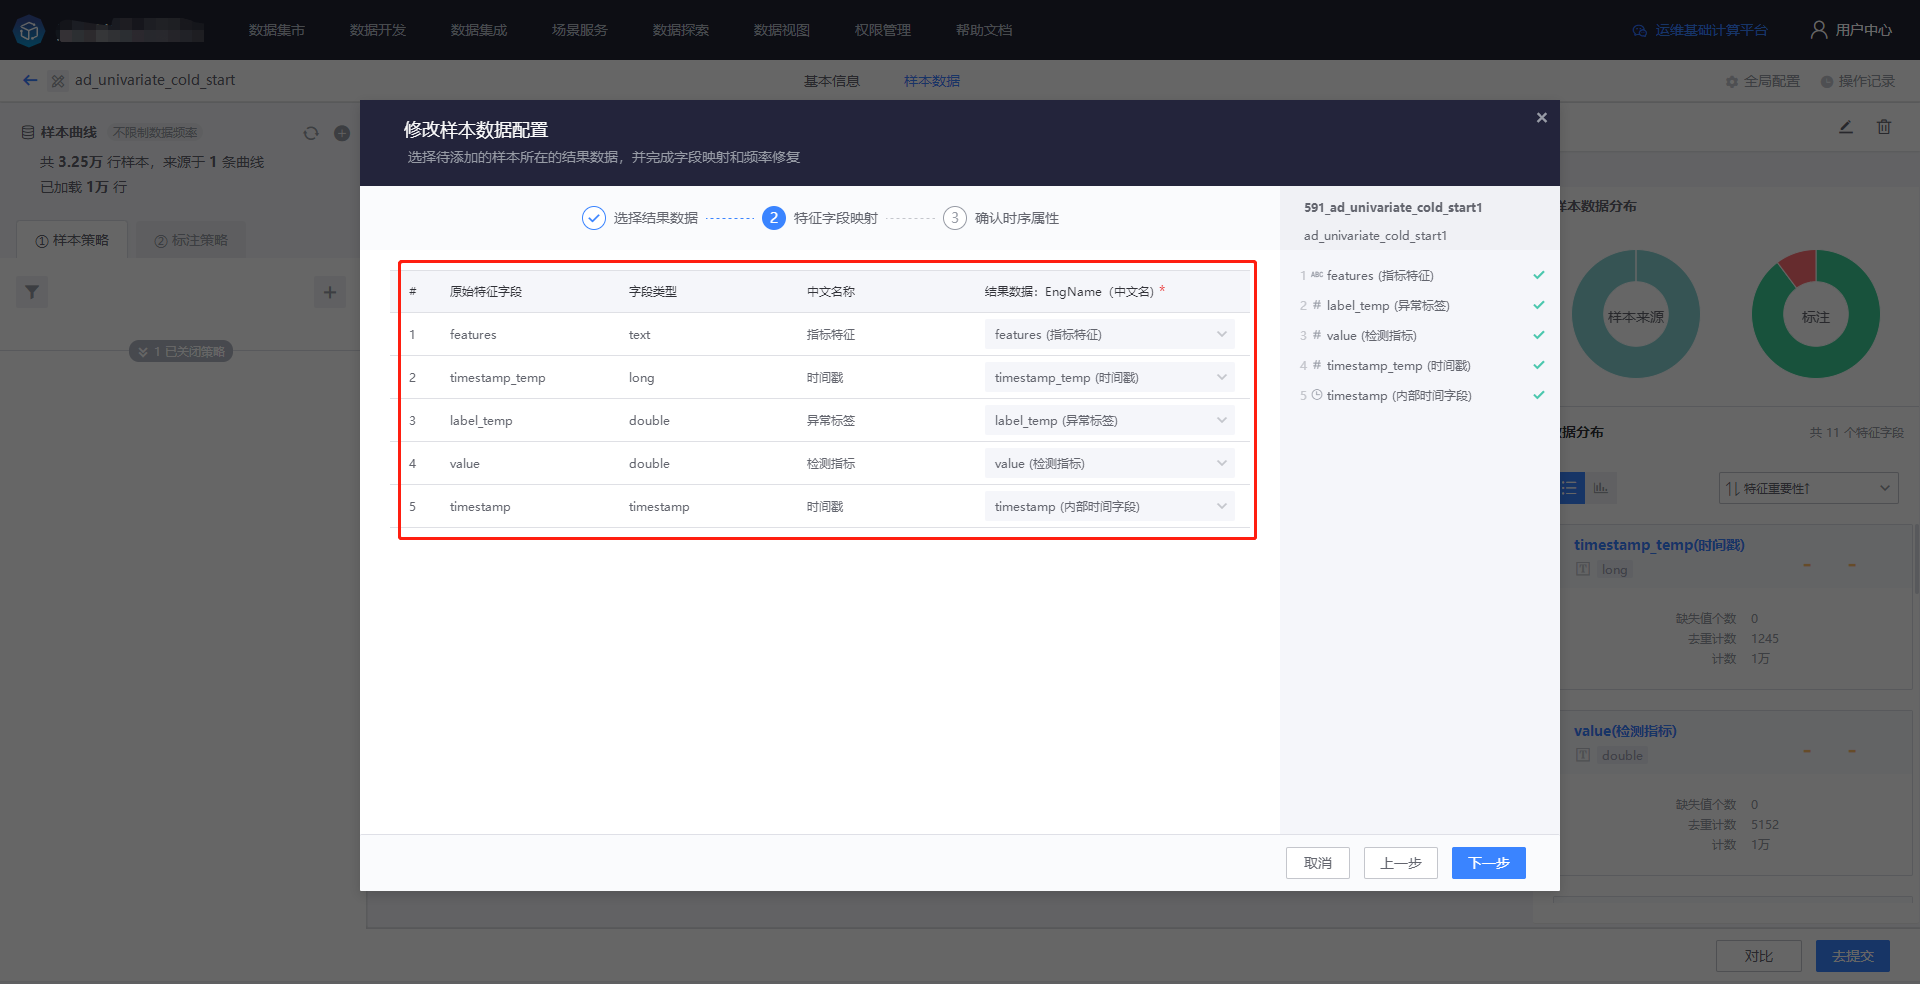 数据集市 数据开发 数据集成 场景服务 数据探索 数据视图 权限管理 帮助文档 运维基础计算平台 用户中心
ad_univariate_cold_start 基本信息 样本数据 全局配置 操作记录
样本曲线 不限制数据频率
共 3.25万 行样本，来源于 1 条曲线
已加载 1万 行
① 样本策略 ② 标注策略
1 已关闭策略
修改样本数据配置
选择待添加的样本所在的结果数据，并完成字段映射和频率修复
选择结果数据 2 特征字段映射 3 确认时序属性
# 原始特征字段 字段类型 中文名称 结果数据：EngName（中文名）*
1 features text 指标特征 features (指标特征)
2 timestamp_temp long 时间戳 timestamp_temp (时间戳)
3 label_temp double 异常标签 label_temp (异常标签)
4 value double 检测指标 value (检测指标)
5 timestamp timestamp 时间戳 timestamp (内部时间字段)
591_ad_univariate_cold_start1
ad_univariate_cold_start1
1 ABC features (指标特征)
2 # label_temp (异常标签)
3 # value (检测指标)
4 # timestamp_temp (时间戳)
5 timestamp (内部时间字段)
取消 上一步 下一步
样本数据分布
样本来源 标注
数据分布 共 11 个特征字段
特征重要性↑
timestamp_temp(时间戳)
T long - -
缺失值个数 0
去重计数 1245
计数 1万
value(检测指标)
T double - -
缺失值个数 0
去重计数 5152
计数 1万
对比 去提交